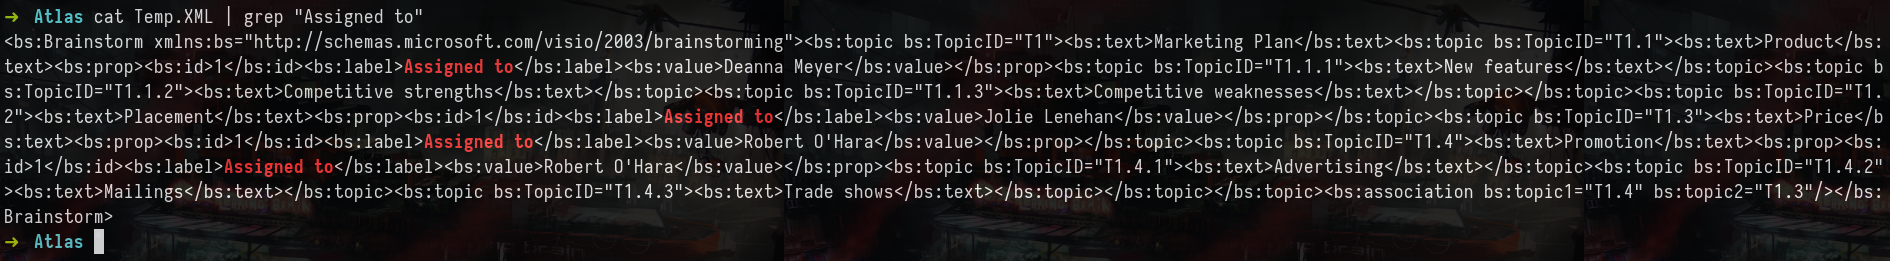 → Atlas cat Temp.XML | grep "Assigned to"
<bs:Brainstorm xmlns:bs="http://schemas.microsoft.com/visio/2003/brainstorming"><bs:topic bs:TopicID="T1"><bs:text>Marketing Plan</bs:text><bs:topic bs:TopicID="T1.1"><bs:text>Product</bs:
text><bs:prop><bs:id>1</bs:id><bs:label>Assigned to</bs:label><bs:value>Deanna Meyer</bs:value></bs:prop><bs:topic bs:TopicID="T1.1.1"><bs:text>New features</bs:text></bs:topic><bs:topic b
s:TopicID="T1.1.2"><bs:text>Competitive strengths</bs:text></bs:topic><bs:topic bs:TopicID="T1.1.3"><bs:text>Competitive weaknesses</bs:text></bs:topic></bs:topic><bs:topic bs:TopicID="T1.
2"><bs:text>Placement</bs:text><bs:prop><bs:id>1</bs:id><bs:label>Assigned to</bs:label><bs:value>Jolie Lenehan</bs:value></bs:prop></bs:topic><bs:topic bs:TopicID="T1.3"><bs:text>Price</b
s:text><bs:prop><bs:id>1</bs:id><bs:label>Assigned to</bs:label><bs:value>Robert O'Hara</bs:value></bs:prop></bs:topic><bs:topic bs:TopicID="T1.4"><bs:text>Promotion</bs:text><bs:prop><bs:
id>1</bs:id><bs:label>Assigned to</bs:label><bs:value>Robert O'Hara</bs:value></bs:prop><bs:topic bs:TopicID="T1.4.1"><bs:text>Advertising</bs:text></bs:topic><bs:topic bs:TopicID="T1.4.2"
><bs:text>Mailings</bs:text></bs:topic><bs:topic bs:TopicID="T1.4.3"><bs:text>Trade shows</bs:text></bs:topic></bs:topic></bs:topic><bs:association bs:topic1="T1.4" bs:topic2="T1.3"/></bs:
Brainstorm>
→ Atlas